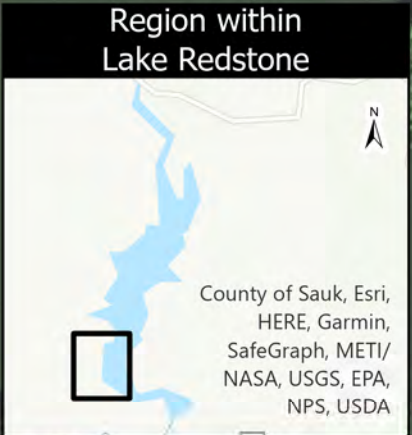 Region within
Lake Redstone
N
County of Sauk, Esri,
HERE, Garmin,
SafeGraph, METI/
NASA, USGS, EPA,
NPS, USDA